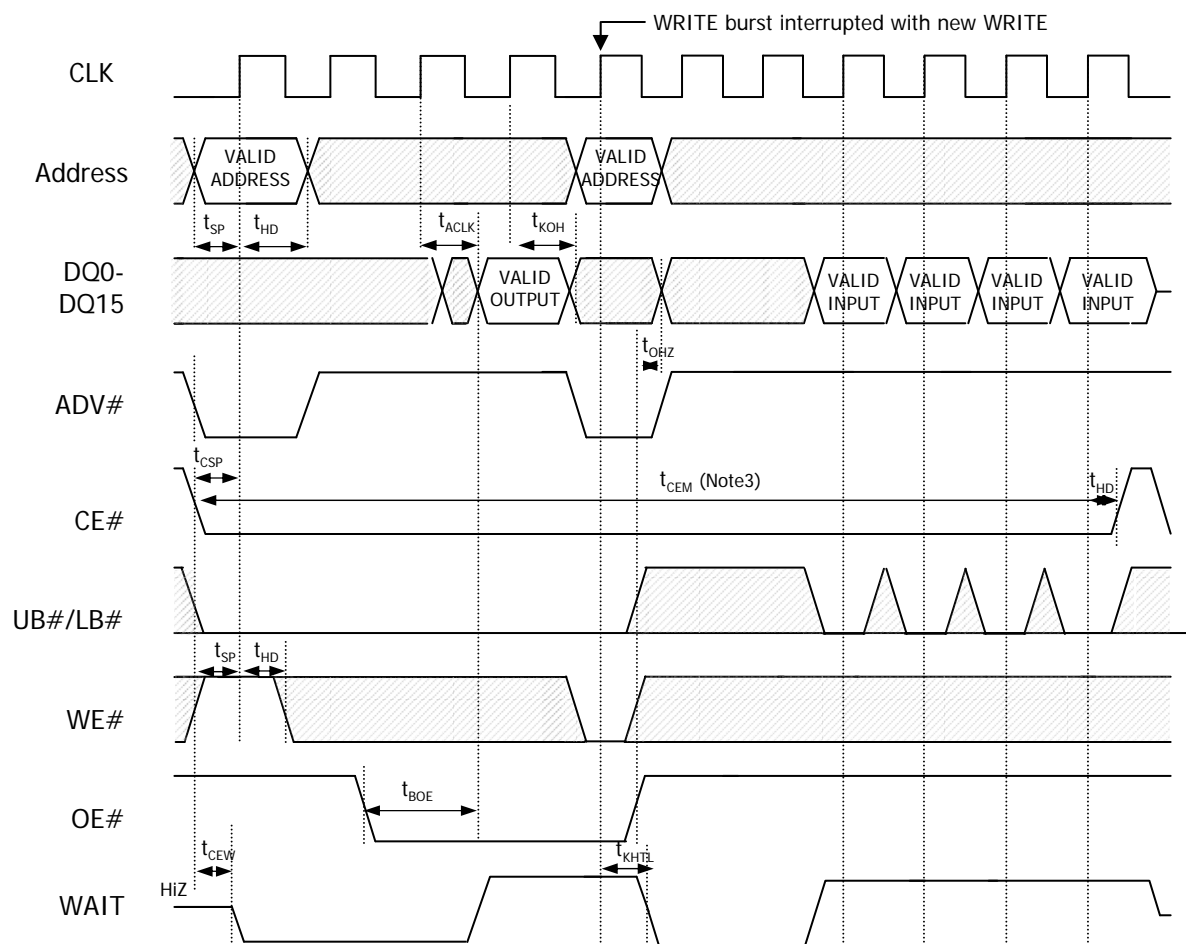 WRITE burst interrupted with new WRITE
CLK
Address
VALID
ADDRESS
VALID
ADDRESS
tSP
tHD
tACLK
tKOH
DQ0-
DQ15
VALID
OUTPUT
VALID
INPUT
VALID
INPUT
VALID
INPUT
VALID
INPUT
tOHZ
ADV#
tCSP
tCEM (Note3)
tHD
CE#
UB#/LB#
tSP
tHD
WE#
tBOE
OE#
tCEW
tKHTL
HiZ
WAIT